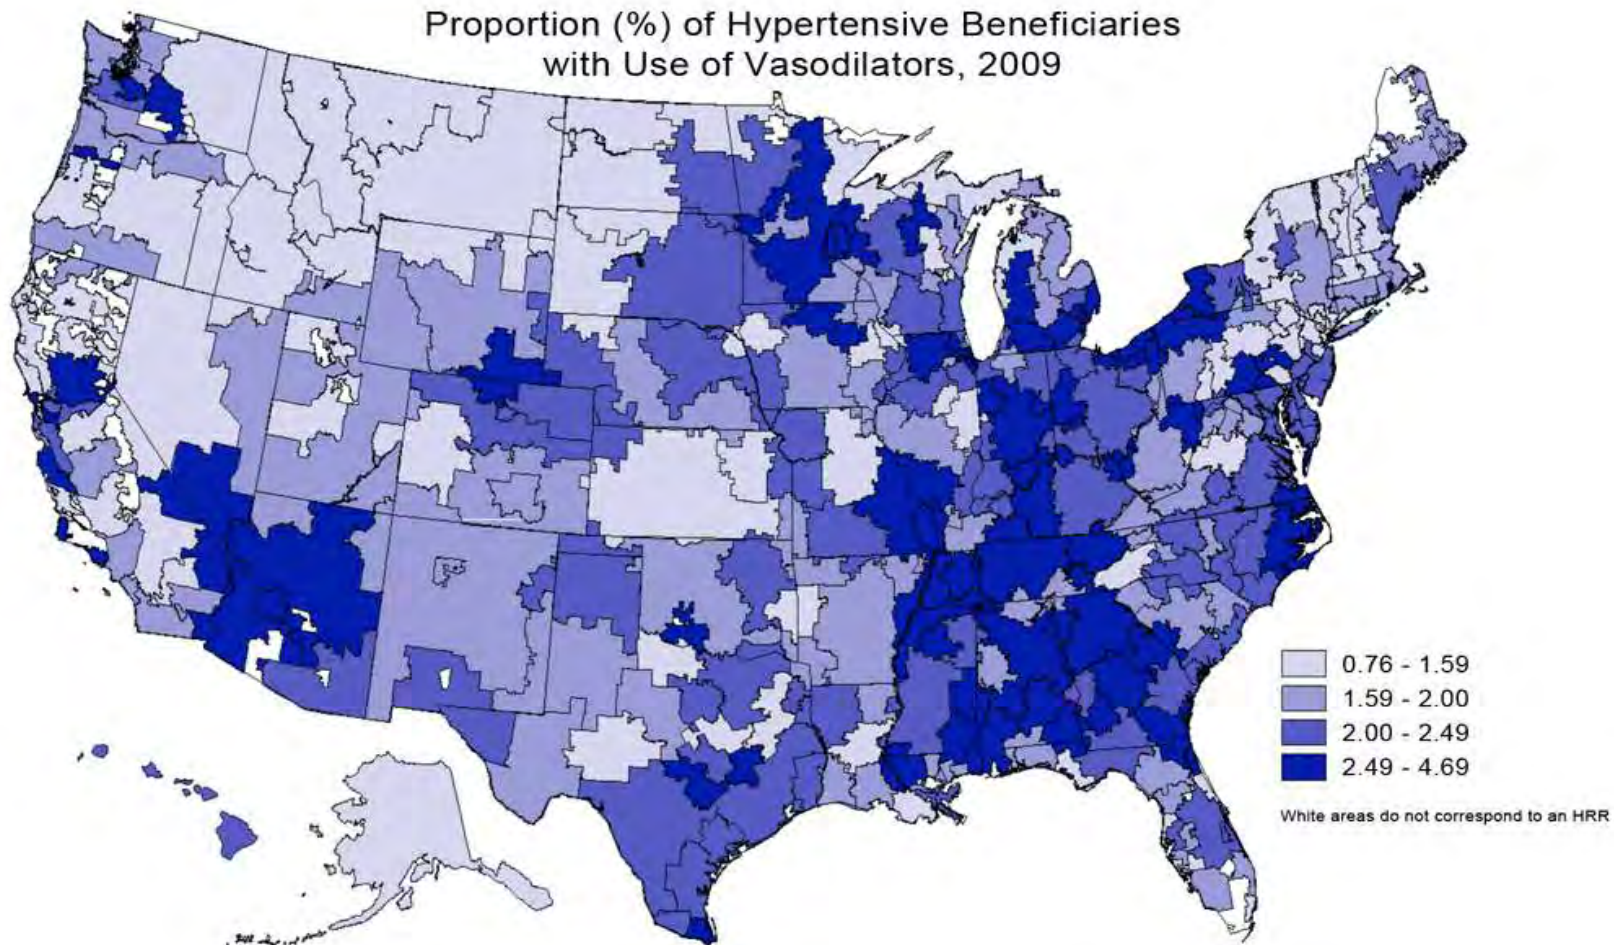 Proportion (%) of Hypertensive Beneficiaries
with Use of Vasodilators, 2009
0.76 - 1.59
1.59 - 2.00
2.00 - 2.49
2.49 - 4.69
White areas do not correspond to an HRR